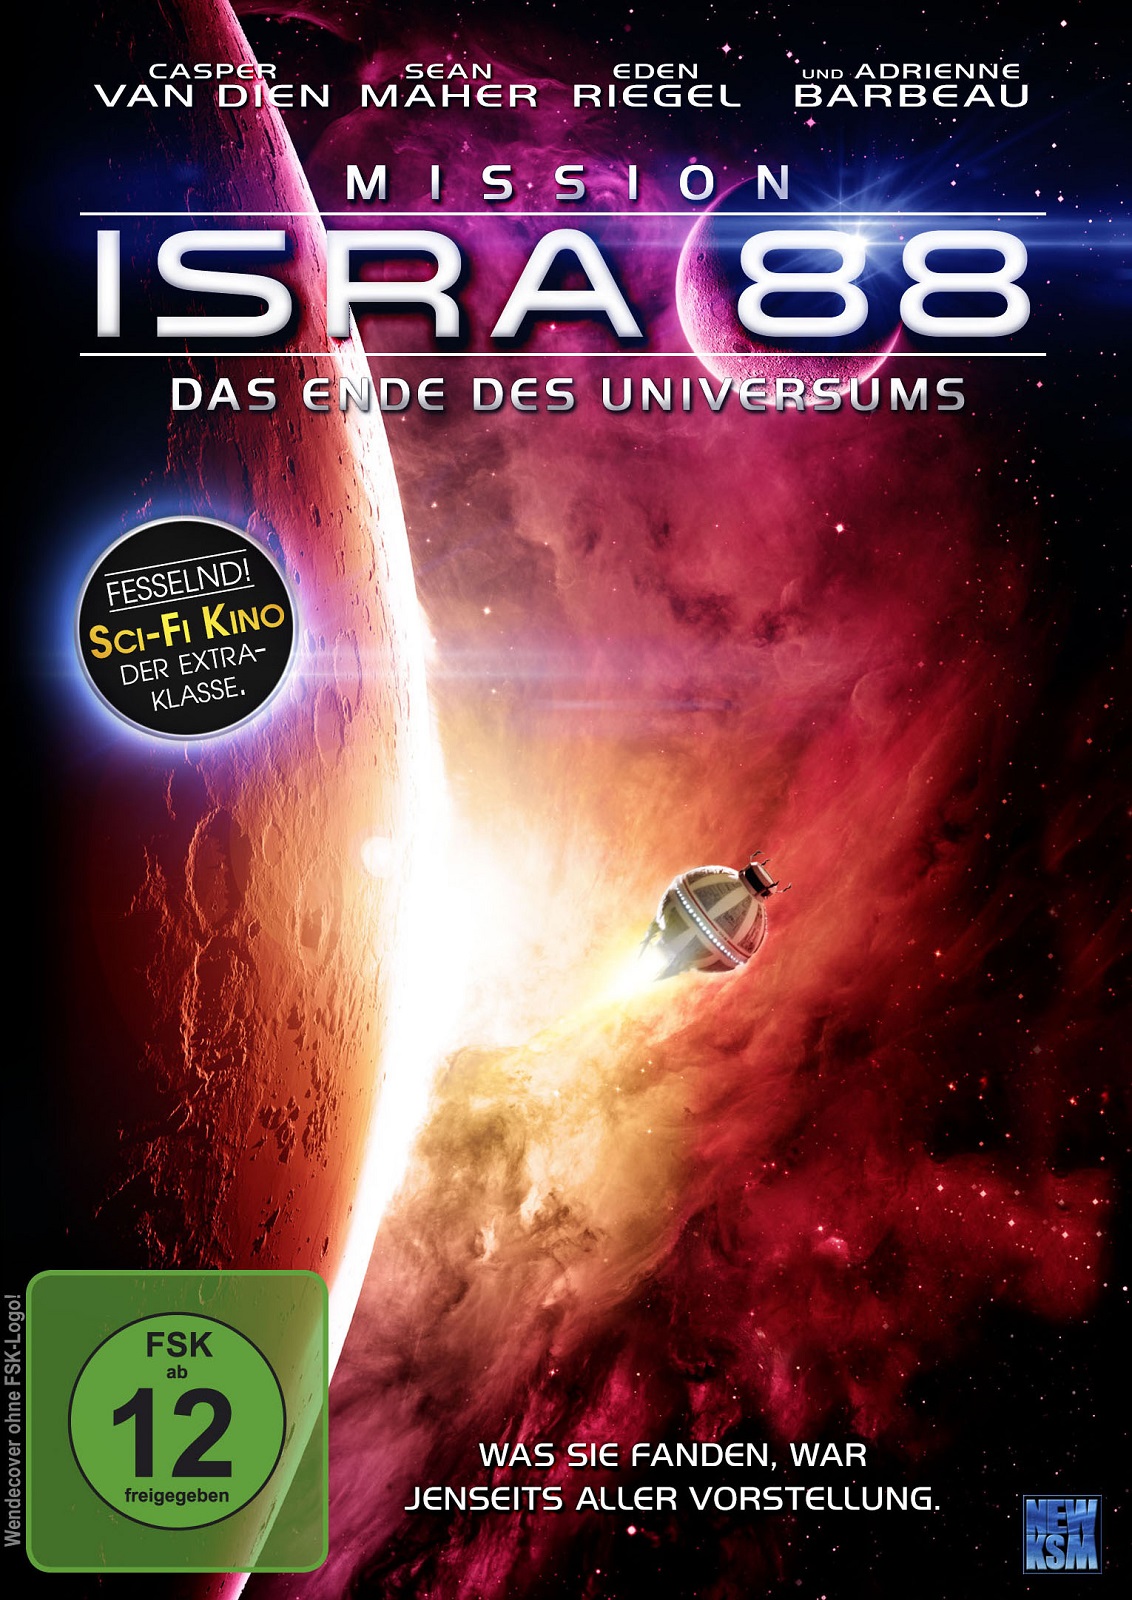 CASPER SEAN EDEN UND ADRIENNE
VAN DIEN MAHER RIEGEL BARBEAU
MISSION
ISRA 88
DAS ENDE DES UNIVERSUMS
FESSELND!
SCI-FI KINO
DER EXTRA-
KLASSE.
Wendecover ohne FSK-Logo!
FSK
ab
12
freigegeben
WAS SIE FANDEN, WAR
JENSEITS ALLER VORSTELLUNG.
NEW
KSM